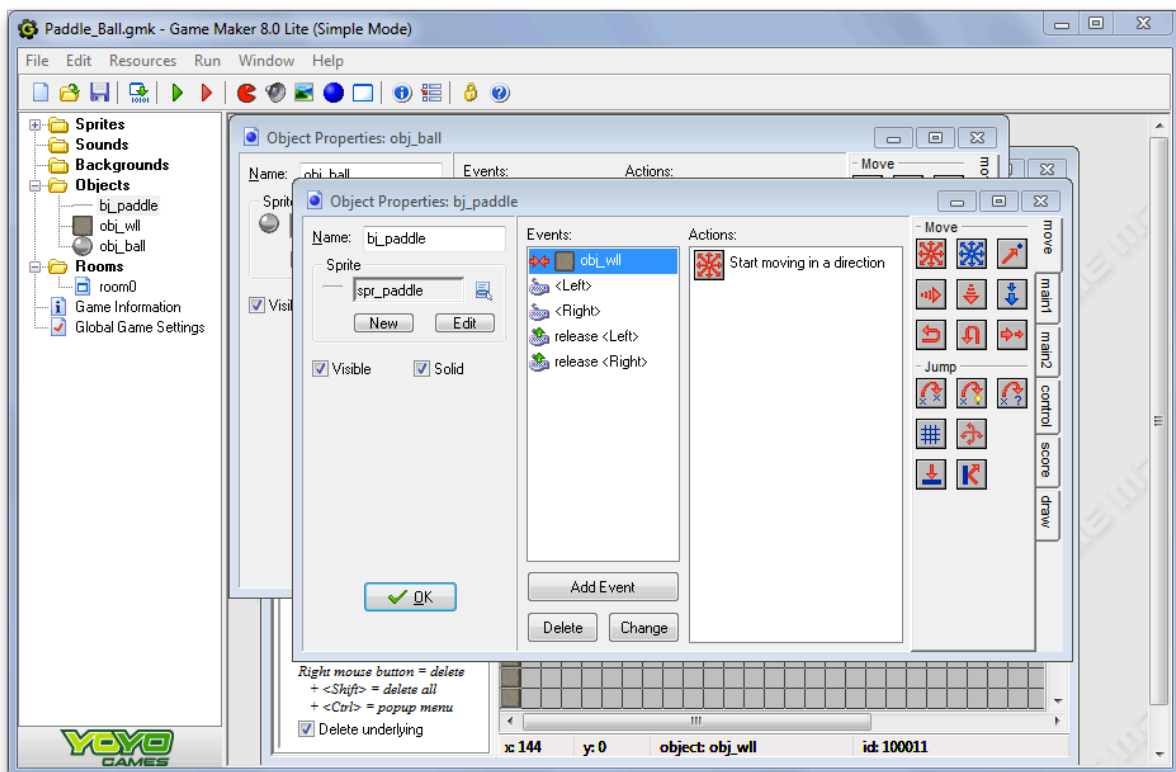 Paddle_Ball.gmk - Game Maker 8.0 Lite (Simple Mode)
File Edit Resources Run Window Help
Sprites
Sounds
Backgrounds
Objects
bj_paddle
obj_wll
obj_ball
Rooms
room0
Game Information
Global Game Settings
YOYO
GAMES
Object Properties: obj_ball
Name: obj_ball
Events:
Actions:
Move
Object Properties: bj_paddle
Name: bj_paddle
Sprite
spr_paddle
New Edit
Visible Solid
OK
Events:
obj_wll
<Left>
<Right>
release <Left>
release <Right>
Add Event
Delete Change
Actions:
Start moving in a direction
Move
Jump
move
main1
main2
control
score
draw
Right mouse button = delete
+ <Shift> = delete all
+ <Ctrl> = popup menu
Delete underlying
x: 144 y: 0 object: obj_wll id: 100011